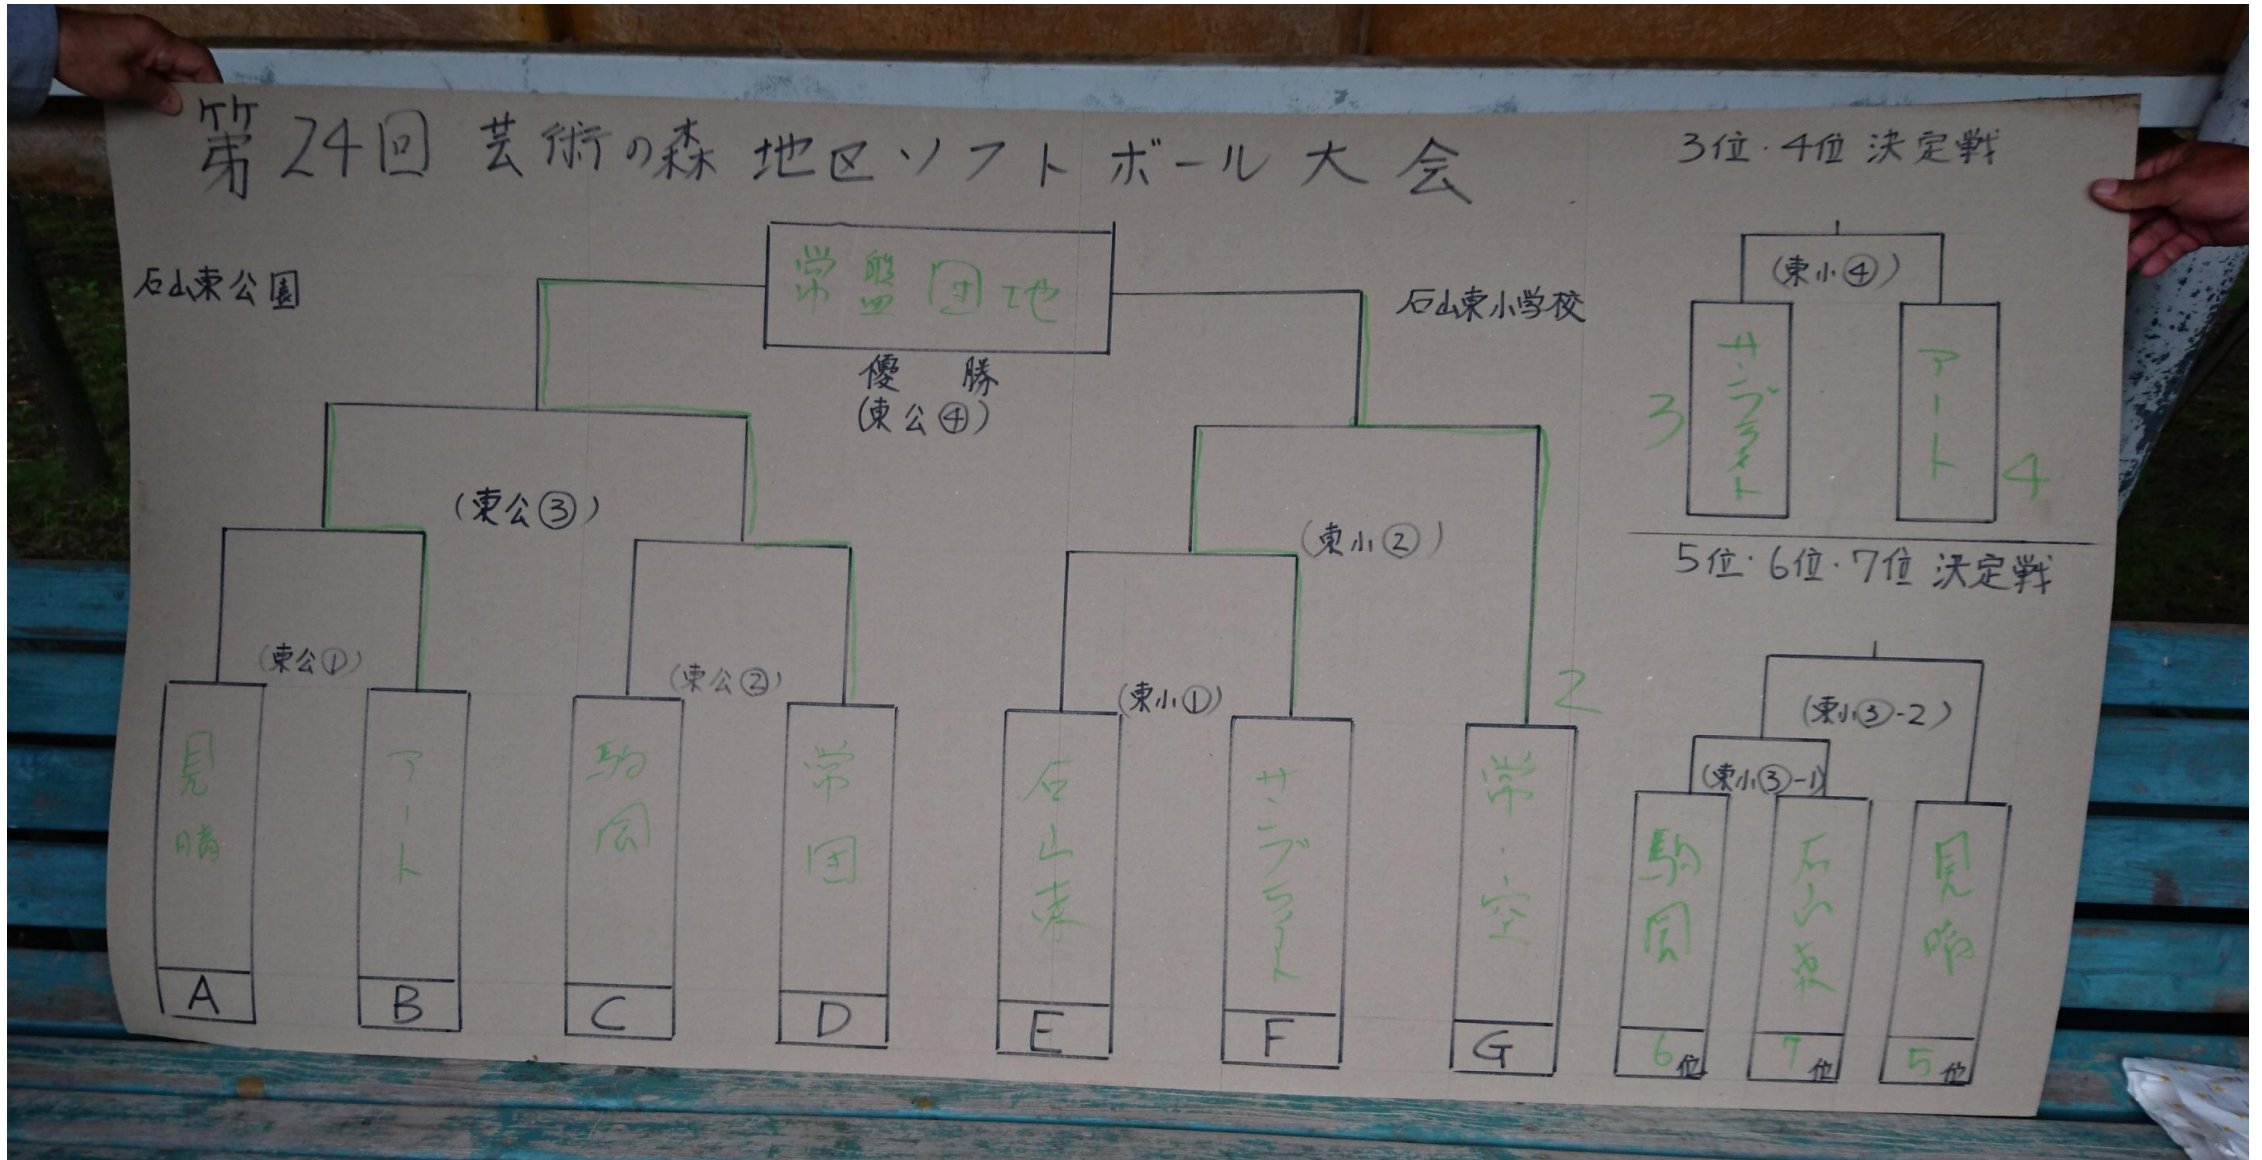 第24回 芸術の森 地区ソフトボール大会
石山東公園
常盤団地
優 勝
(東公④)
石山東小学校
(東公③)
(東小②)
(東公①)
(東公②)
(東小①)
2
見晴
アート
駒岡
常団
石山東
サンブライト
常・空
A
B
C
D
E
F
G
3位・4位 決定戦
(東小④)
3
サンブライト
アート
4
5位・6位・7位 決定戦
(東小③-2)
(東小③-1)
駒岡
石山東
見晴
6位
7位
5位